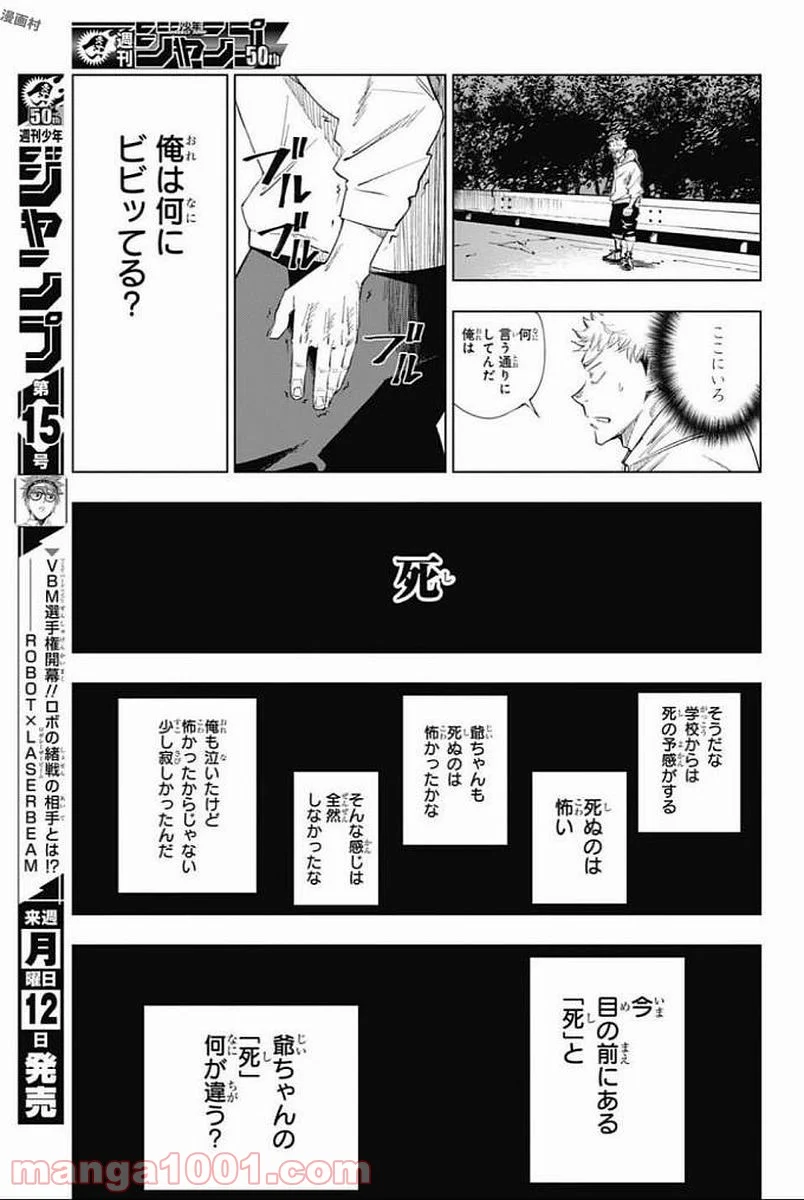 漫画村
週刊
少年
ジャンプ
50th
ここにいろ
何
言う通りに
してんだ
俺は
ブル
ブル
俺は何に
ビビッてる？
死
そうだな
学校からは
死の予感がする
死ぬのは
怖い
爺ちゃんも
死ぬのは
怖かったかな
そんな感じは
全然
しなかったな
俺も泣いたけど
怖かったからじゃない
少し寂しかったんだ
今
目の前にある
「死」と
爺ちゃんの
「死」
何が違う？
50th
週刊少年
ジャンプ
第
15
号
▼VBM選手権開幕!!ロボの緒戦の相手とは!?
──ROBOT×LASERBEAM
来週
月
曜日
12
日
発売
manga1001.com